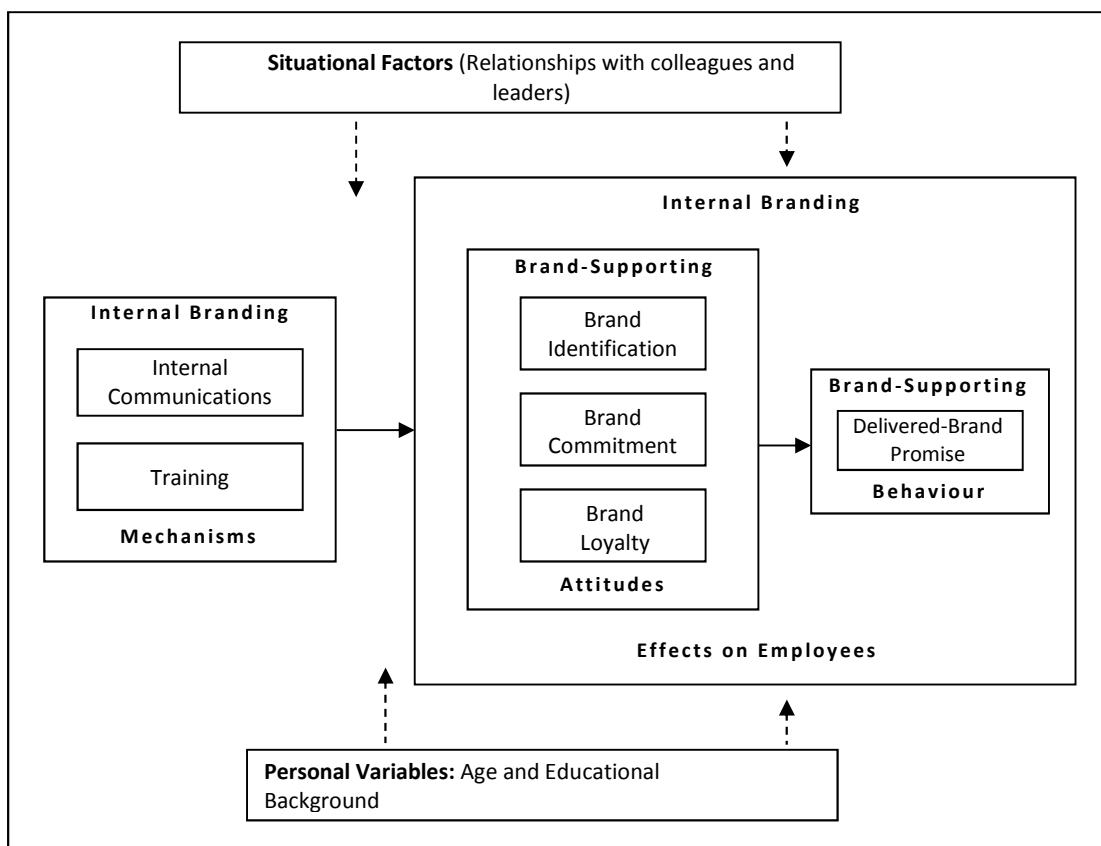 Situational Factors (Relationships with colleagues and
leaders)
Internal Branding
Brand-Supporting
Internal Branding
Brand
Identification
Internal
Communications
Brand-Supporting
Brand
Commitment
Delivered-Brand
Promise
Training
Behaviour
Brand
Loyalty
Mechanisms
Attitudes
Effects on Employees
Personal Variables: Age and Educational
Background